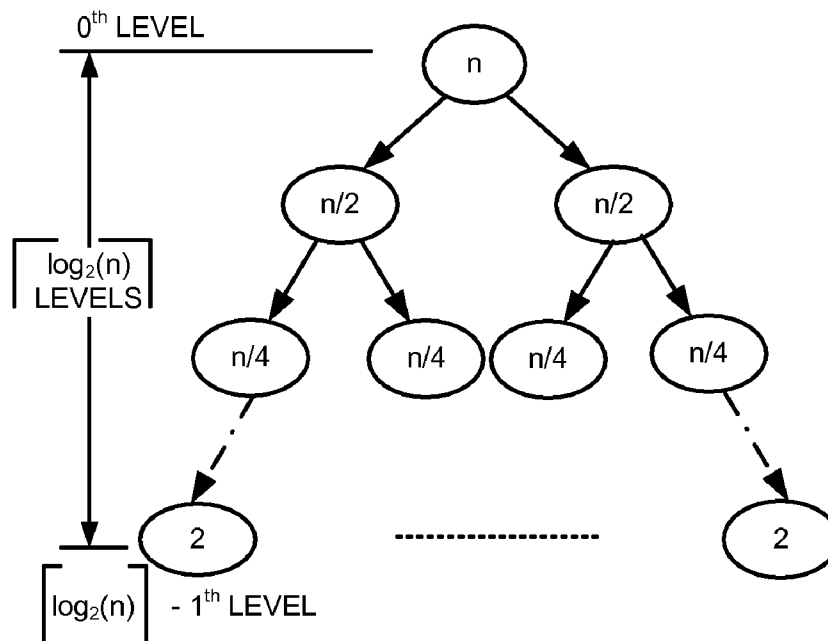 0th LEVEL
n
n/2 n/2
log₂(n)
LEVELS
n/4 n/4 n/4 n/4
2 2
log₂(n) - 1th LEVEL